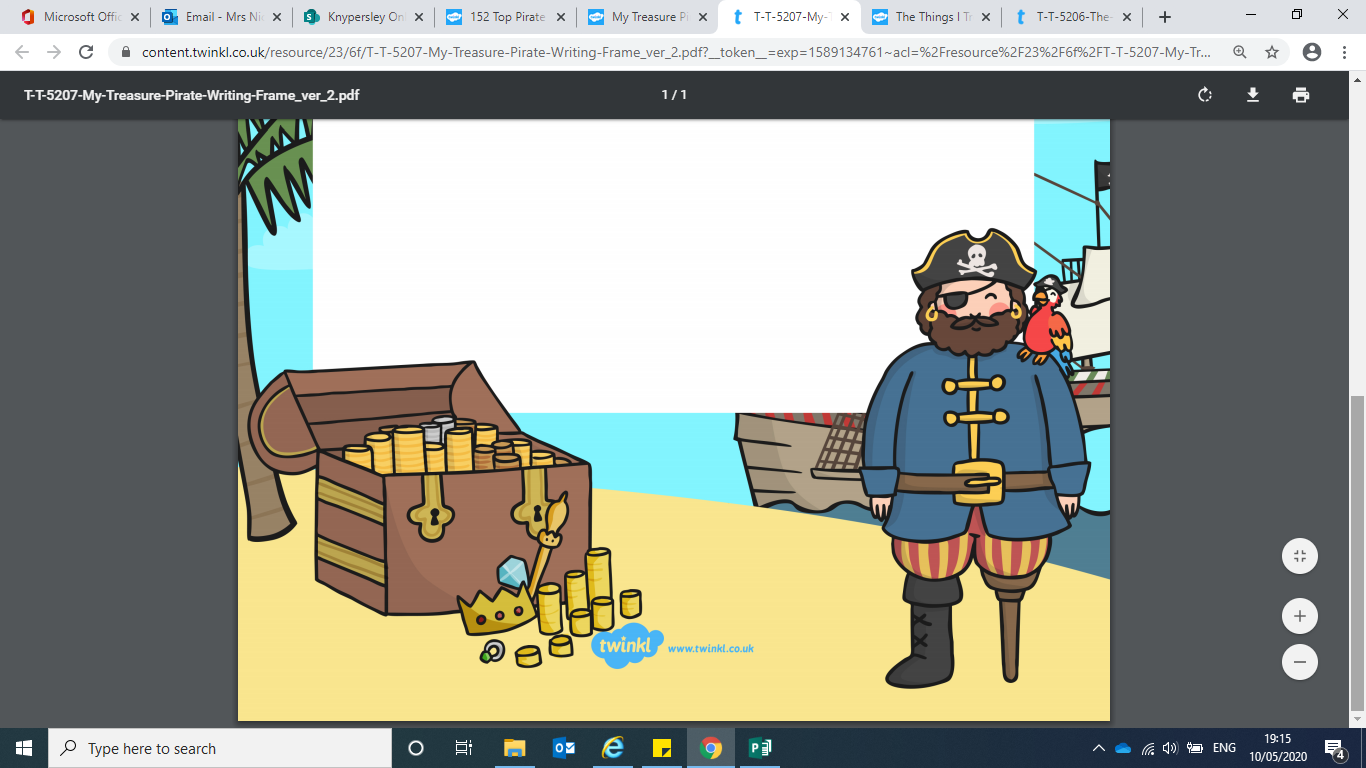 Microsoft Offic
Email - Mrs Nic
Knypersley Onl
152 Top Pirate
My Treasure Pi
T-T-5207-My-T
The Things I Tr
T-T-5206-The-
content.twinkl.co.uk/resource/23/6f/T-T-5207-My-Treasure-Pirate-Writing-Frame_ver_2.pdf?__token__=exp=1589134761~acl=%2Fresource%2F23%2F6f%2FT-T-5207-My-Tr...
T-T-5207-My-Treasure-Pirate-Writing-Frame_ver_2.pdf
1 / 1
twinkl www.twinkl.co.uk
Type here to search
ENG
19:15
10/05/2020
4